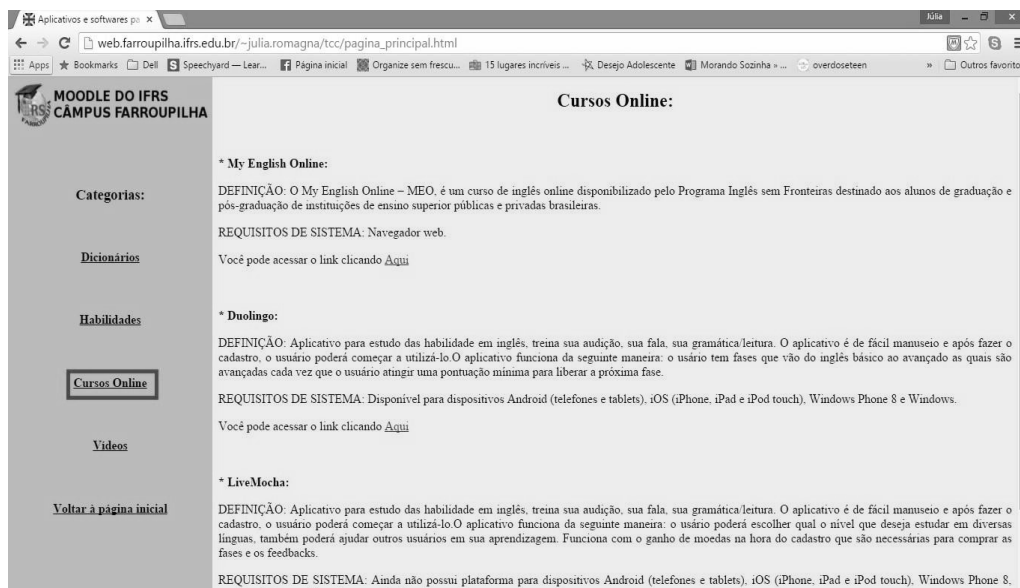 Aplicativos e softwares pa ×
Júlia
web.farroupilha.ifrs.edu.br/~julia.romagna/tcc/pagina_principal.html
Apps Bookmarks Dell Speechyard — Lear... Página inicial Organize sem frescu... 15 lugares incríveis ... Desejo Adolescente Morando Sozinha » ... overdoseteen » Outros favorito
MOODLE DO IFRS
CÂMPUS FARROUPILHA
Categorias:
Dicionários
Habilidades
Cursos Online
Videos
Voltar à página inicial
Cursos Online:
* My English Online:
DEFINIÇÃO: O My English Online – MEO, é um curso de inglês online disponibilizado pelo Programa Inglês sem Fronteiras destinado aos alunos de graduação e
pós-graduação de instituições de ensino superior públicas e privadas brasileiras.
REQUISITOS DE SISTEMA: Navegador web.
Você pode acessar o link clicando Aqui
* Duolingo:
DEFINIÇÃO: Aplicativo para estudo das habilidade em inglês, treina sua audição, sua fala, sua gramática/leitura. O aplicativo é de fácil manuseio e após fazer o
cadastro, o usuário poderá começar a utilizá-lo.O aplicativo funciona da seguinte maneira: o usário tem fases que vão do inglês básico ao avançado as quais são
avançadas cada vez que o usuário atingir uma pontuação mínima para liberar a próxima fase.
REQUISITOS DE SISTEMA: Disponível para dispositivos Android (telefones e tablets), iOS (iPhone, iPad e iPod touch), Windows Phone 8 e Windows.
Você pode acessar o link clicando Aqui
* LiveMocha:
DEFINIÇÃO: Aplicativo para estudo das habilidade em inglês, treina sua audição, sua fala, sua gramática/leitura. O aplicativo é de fácil manuseio e após fazer o
cadastro, o usuário poderá começar a utilizá-lo.O aplicativo funciona da seguinte maneira: o usário poderá escolher qual o nível que deseja estudar em diversas
línguas, também poderá ajudar outros usuários em sua aprendizagem. Funciona com o ganho de moedas na hora do cadastro que são necessárias para comprar as
fases e os feedbacks.
REQUISITOS DE SISTEMA: Ainda não possui plataforma para dispositivos Android (telefones e tablets), iOS (iPhone, iPad e iPod touch), Windows Phone 8,